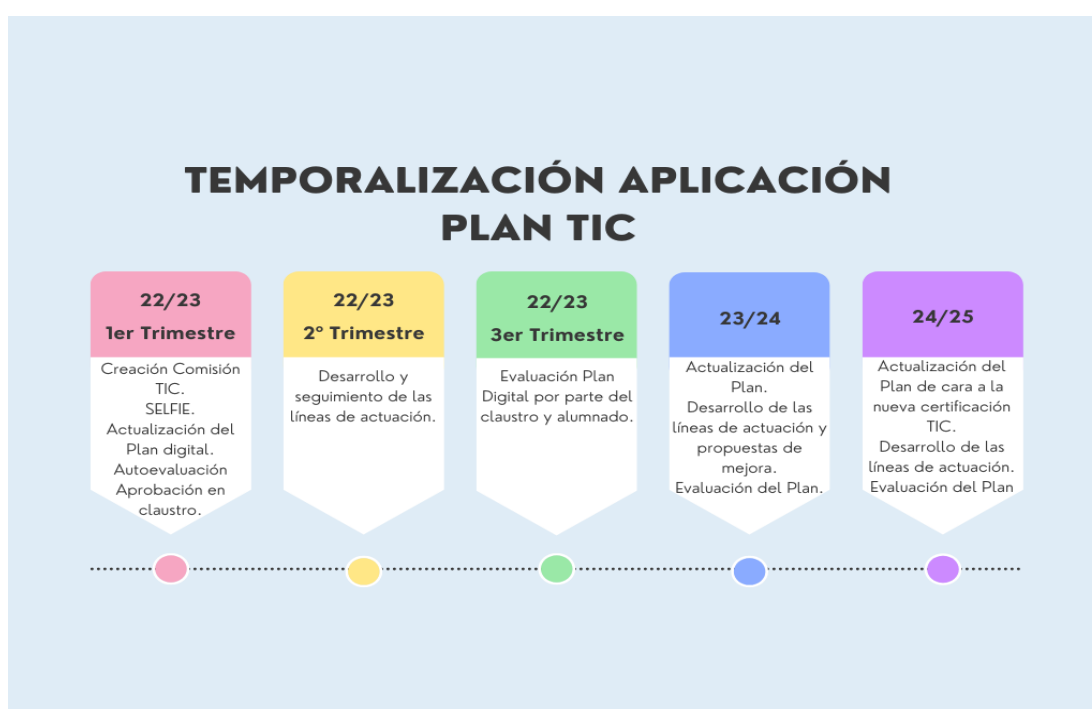 TEMPORALIZACIÓN APLICACIÓN
PLAN TIC
22/23
1er Trimestre
Creación Comisión
TIC.
SELFIE.
Actualización del
Plan digital.
Autoevaluación
Aprobación en
claustro.
22/23
2º Trimestre
Desarrollo y
seguimiento de las
líneas de actuación.
22/23
3er Trimestre
Evaluación Plan
Digital por parte del
claustro y alumnado.
23/24
Actualización del
Plan.
Desarrollo de las
líneas de actuación y
propuestas de
mejora.
Evaluación del Plan.
24/25
Actualización del
Plan de cara a la
nueva certificación
TIC.
Desarrollo de las
líneas de actuación.
Evaluación del Plan